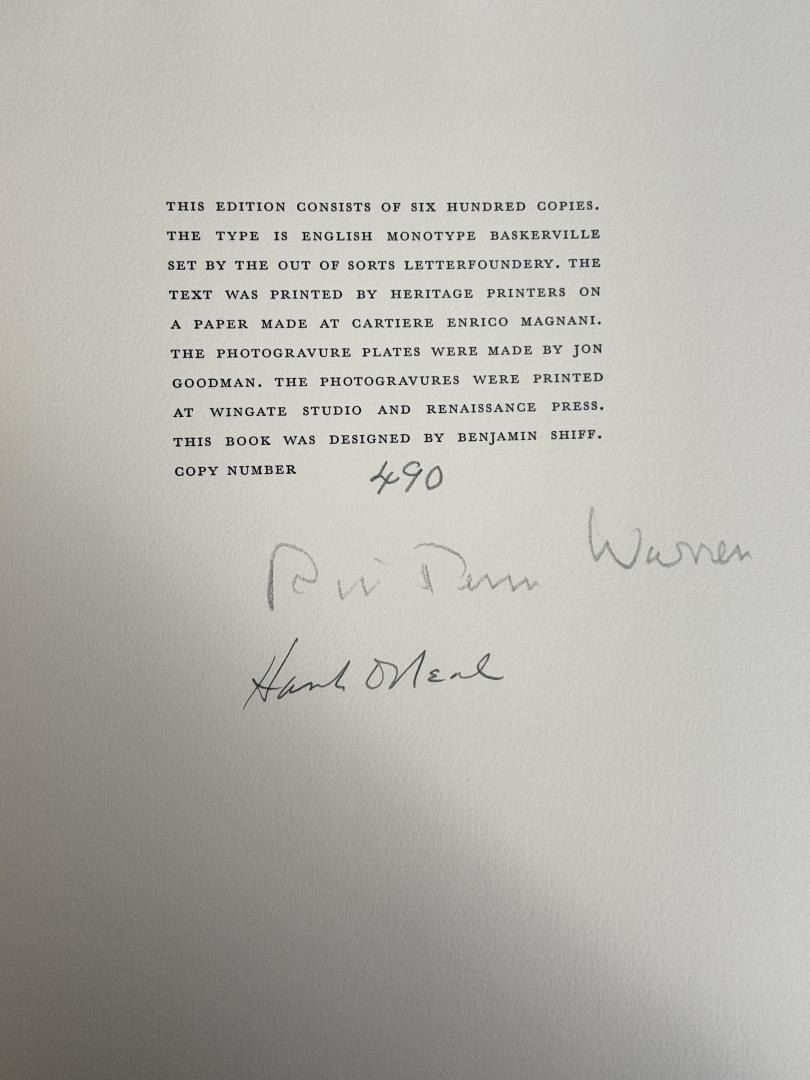 THIS EDITION CONSISTS OF SIX HUNDRED COPIES.
THE TYPE IS ENGLISH MONOTYPE BASKERVILLE
SET BY THE OUT OF SORTS LETTERFOUNDERY. THE
TEXT WAS PRINTED BY HERITAGE PRINTERS ON
A PAPER MADE AT CARTIERE ENRICO MAGNANI.
THE PHOTOGRAVURE PLATES WERE MADE BY JON
GOODMAN. THE PHOTOGRAVURES WERE PRINTED
AT WINGATE STUDIO AND RENAISSANCE PRESS.
THIS BOOK WAS DESIGNED BY BENJAMIN SHIFF.
COPY NUMBER 490
Warren
Hank O'Neal